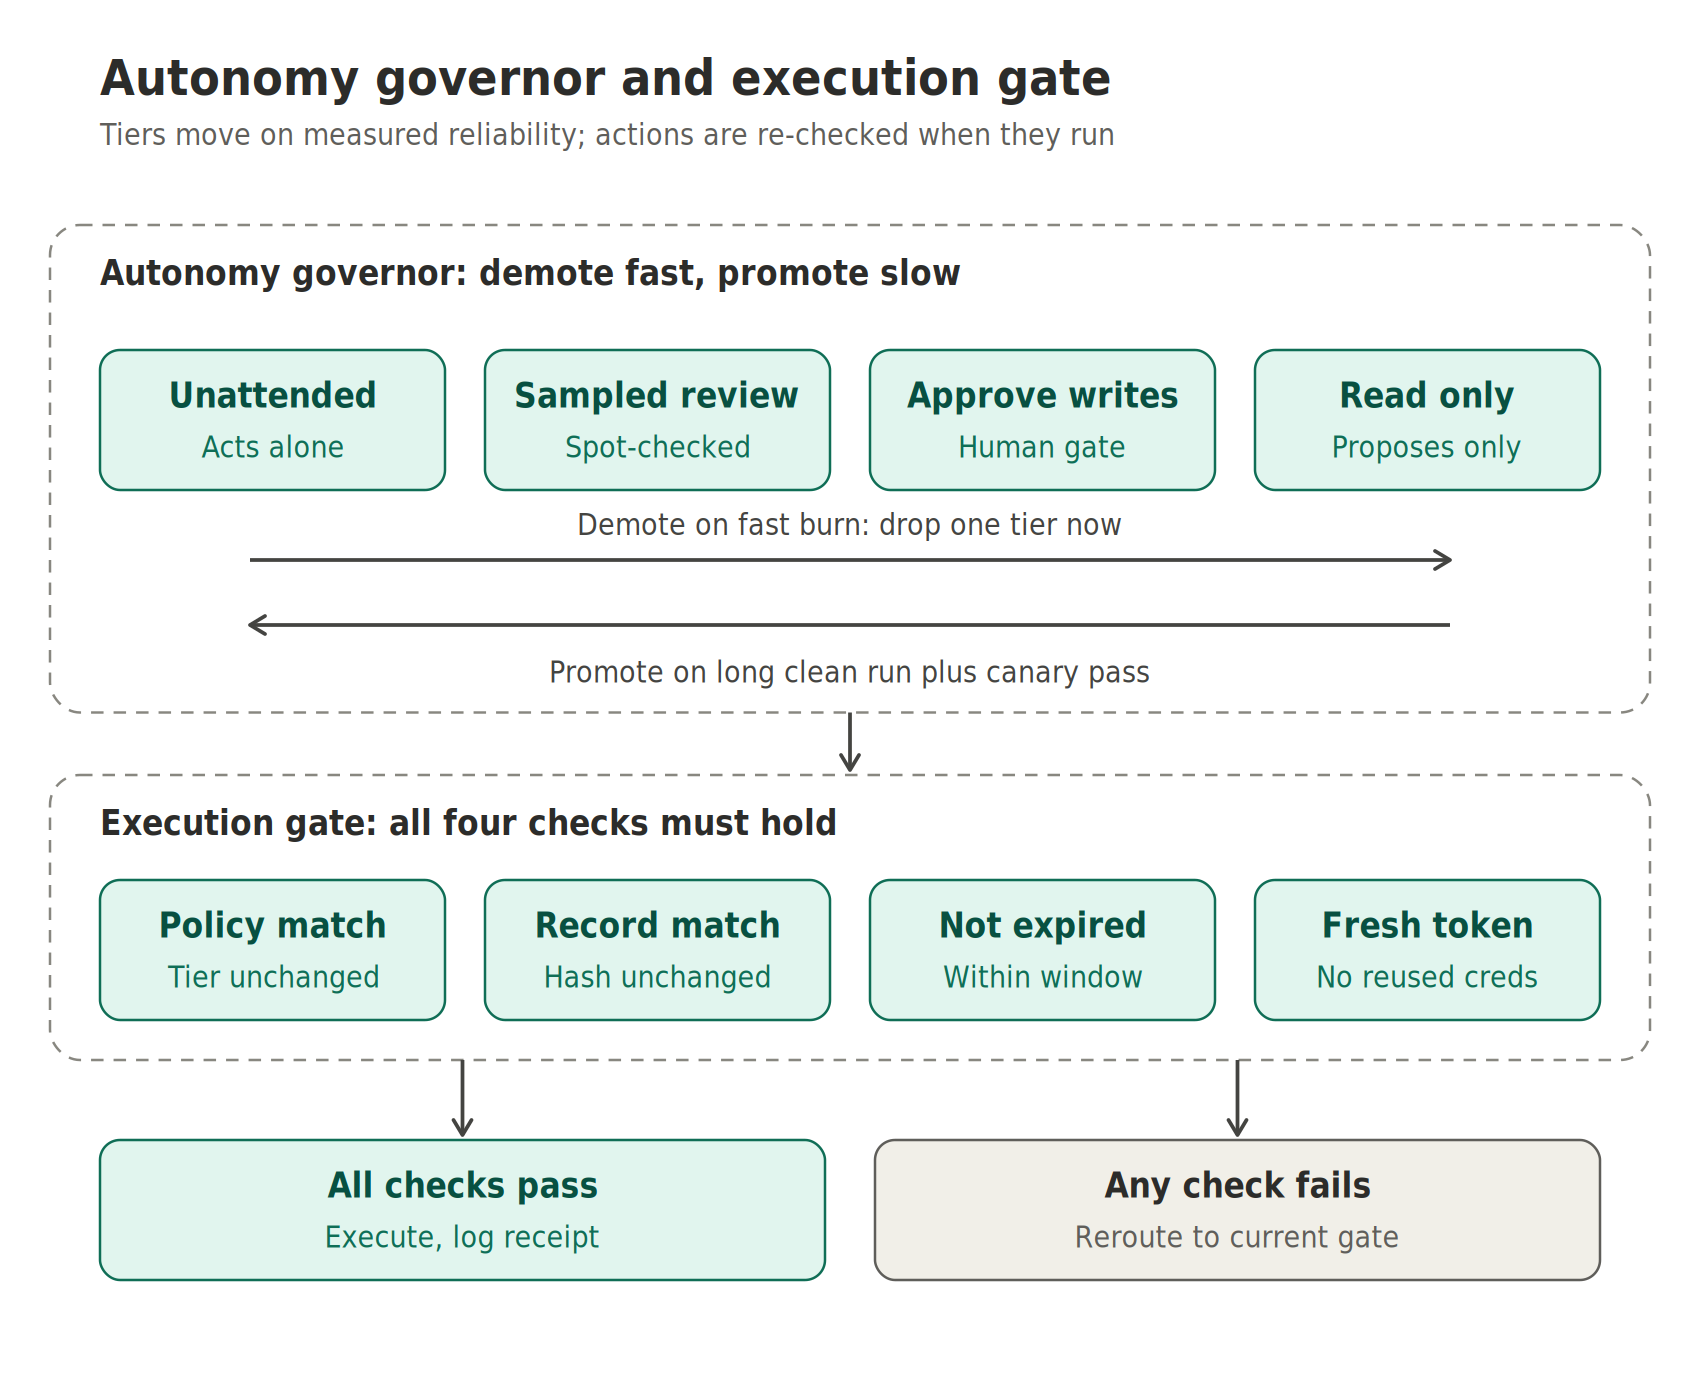 Autonomy governor and execution gate
Tiers move on measured reliability; actions are re-checked when they run
Autonomy governor: demote fast, promote slow
Unattended
Acts alone
Sampled review
Spot-checked
Approve writes
Human gate
Read only
Proposes only
Demote on fast burn: drop one tier now
Promote on long clean run plus canary pass
Execution gate: all four checks must hold
Policy match
Tier unchanged
Record match
Hash unchanged
Not expired
Within window
Fresh token
No reused creds
All checks pass
Execute, log receipt
Any check fails
Reroute to current gate